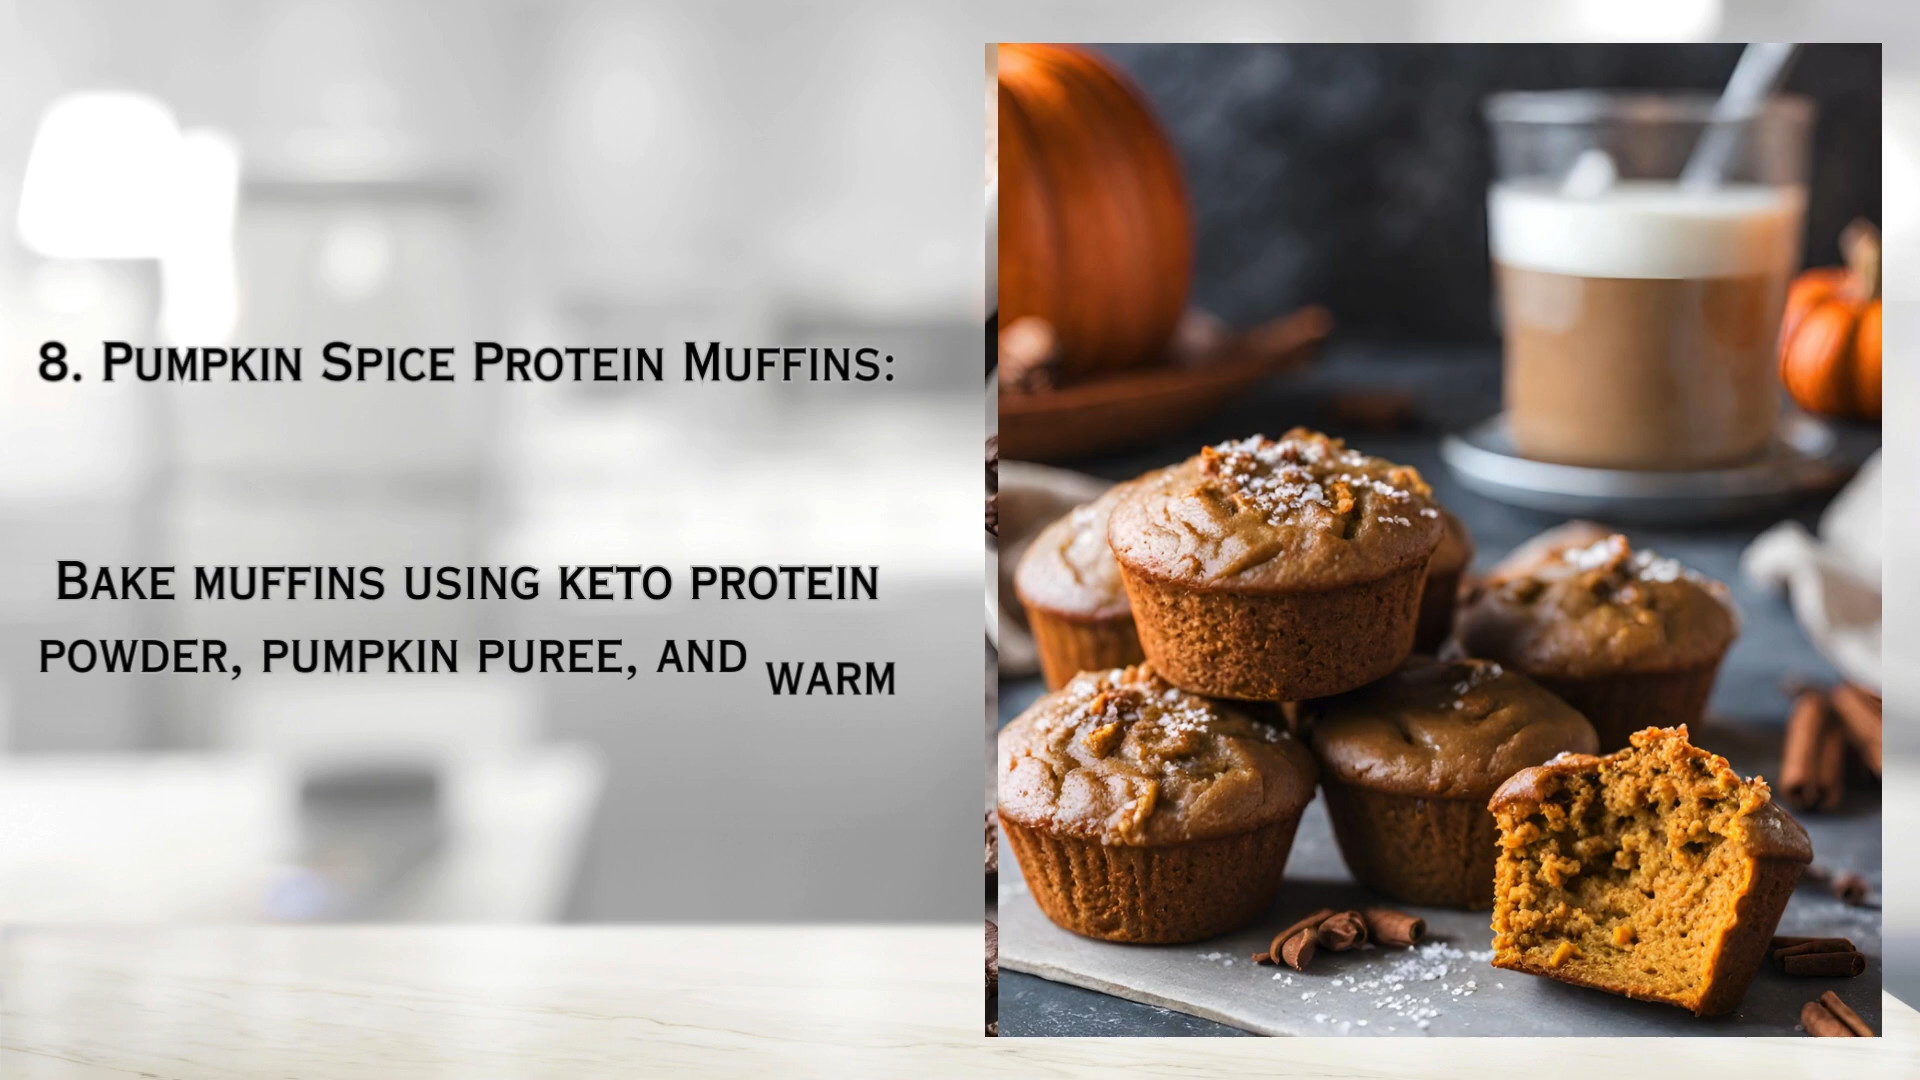 8. Pumpkin Spice Protein Muffins:
Bake muffins using keto protein
powder, pumpkin puree, and warm